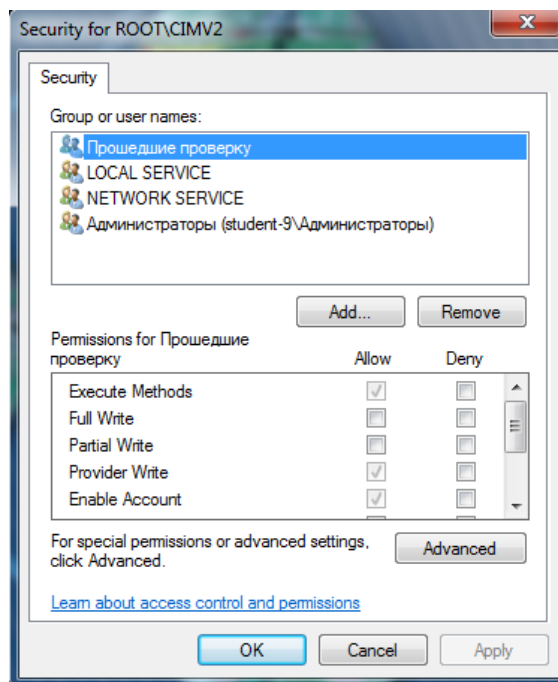 Security for ROOT\CIMV2
Security
Group or user names:
Прошедшие проверку
LOCAL SERVICE
NETWORK SERVICE
Администраторы (student-9\Администраторы)
Add... Remove
Permissions for Прошедшие
проверку Allow Deny
Execute Methods
Full Write
Partial Write
Provider Write
Enable Account
For special permissions or advanced settings,
click Advanced.
Advanced
Learn about access control and permissions
OK Cancel Apply